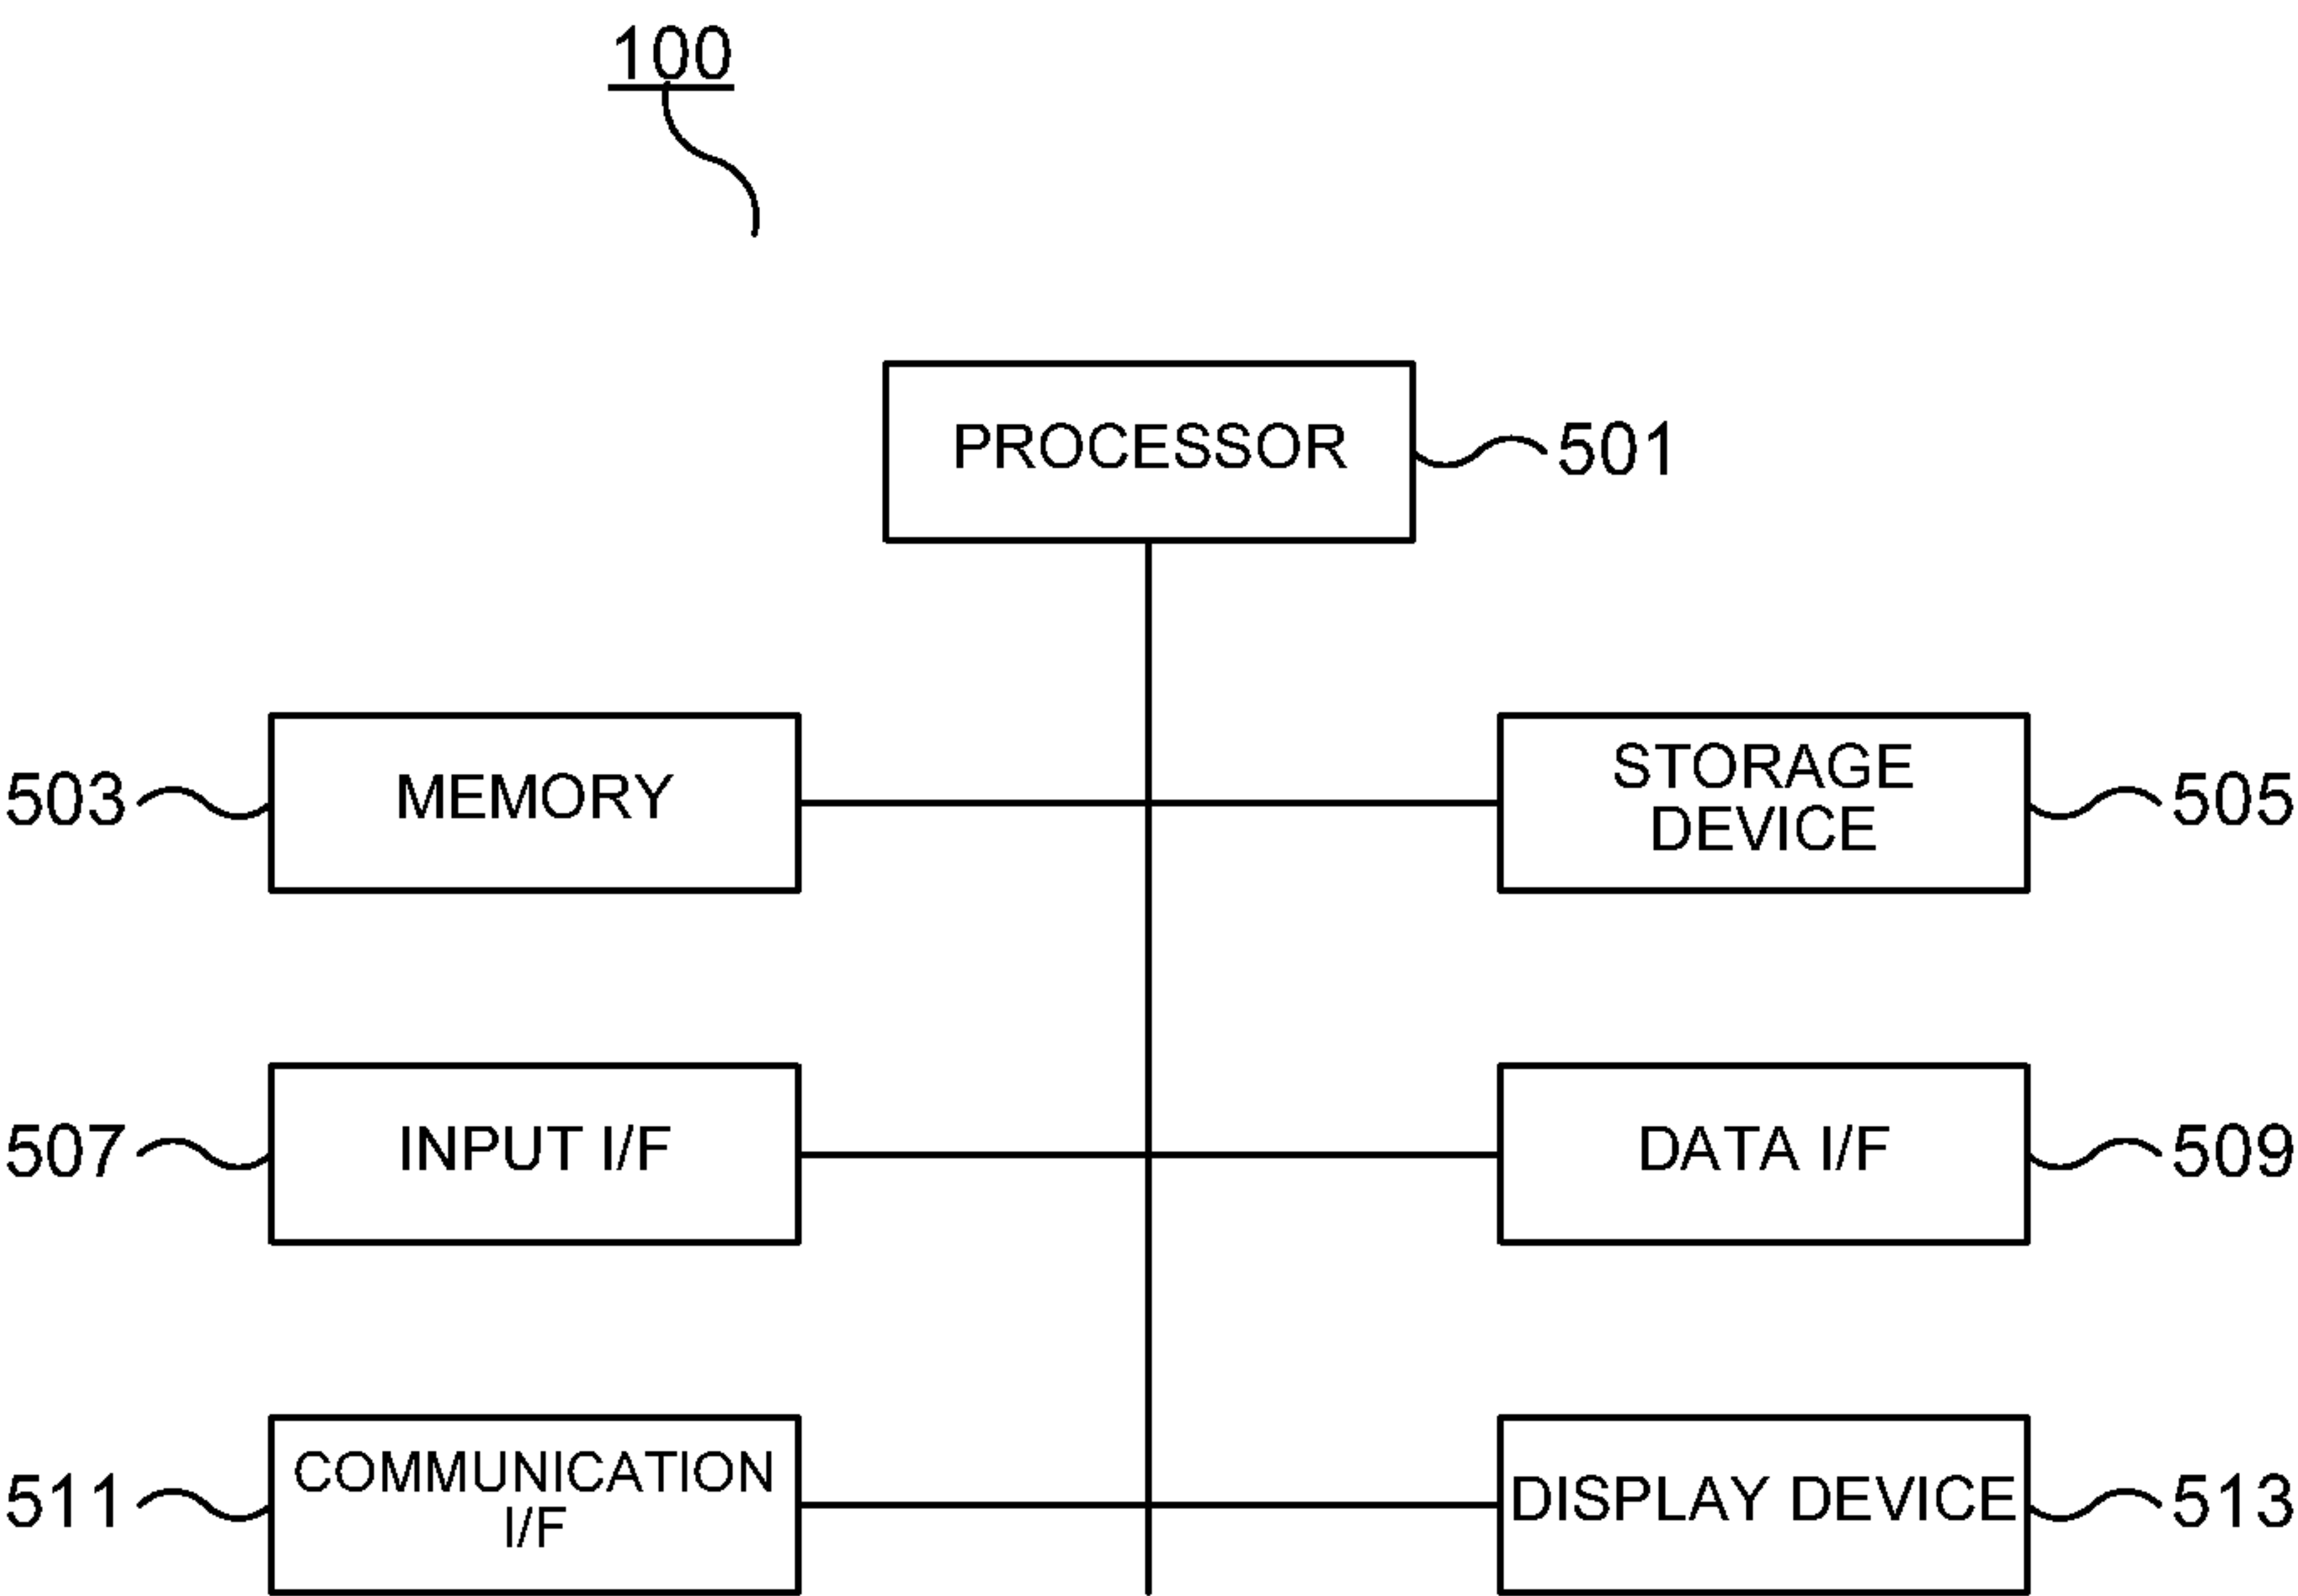 100
PROCESSOR
501
503
MEMORY
STORAGE
DEVICE
505
507
INPUT I/F
DATA I/F
509
511
COMMUNICATION
I/F
DISPLAY DEVICE
513